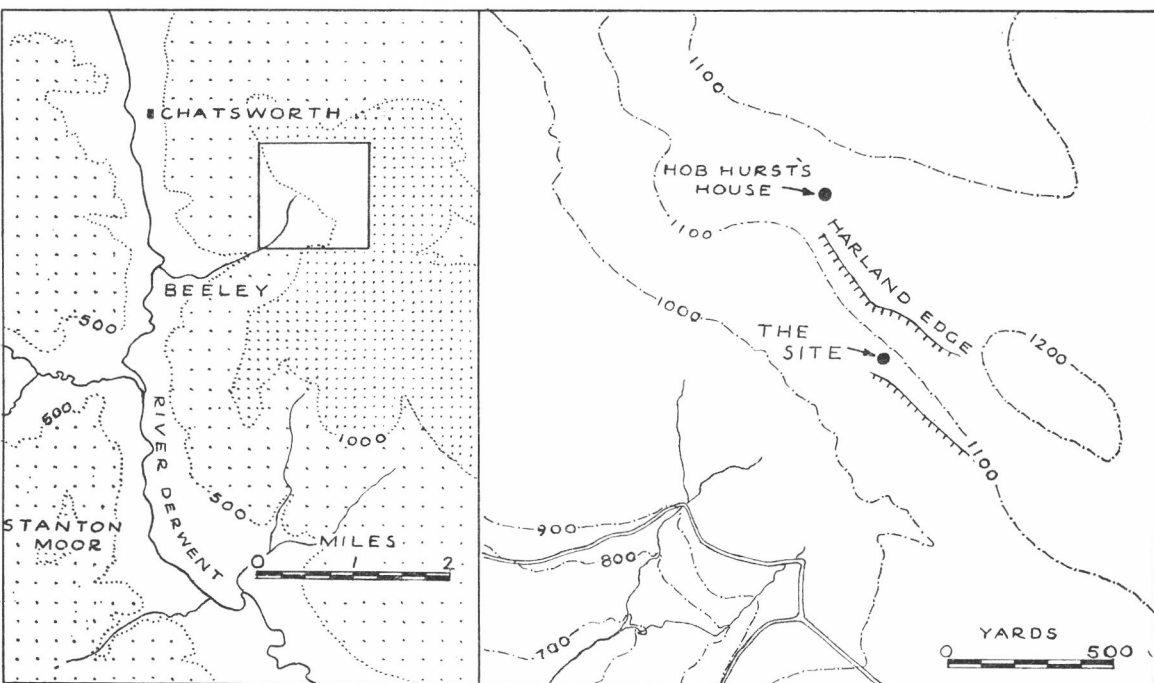 CHATSWORTH
BEELEY
500
500
1000
RIVER DERWENT
500
STANTON
MOOR
MILES
0 1 2
1100
HOB HURST'S
HOUSE
1100
HARLAND EDGE
1000
THE
SITE
1200
1100
900
800
700
YARDS
0 500